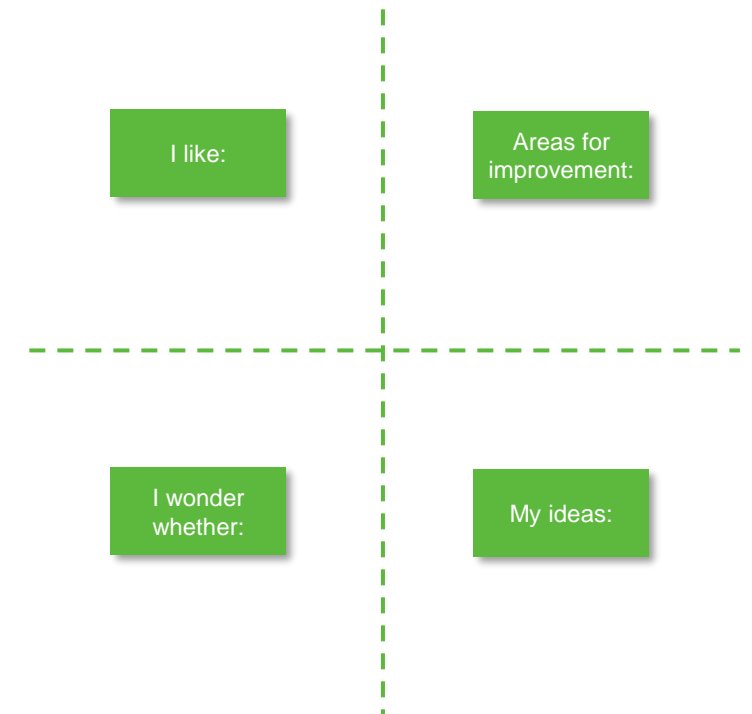 I like:
Areas for
improvement:
I wonder
whether:
My ideas: